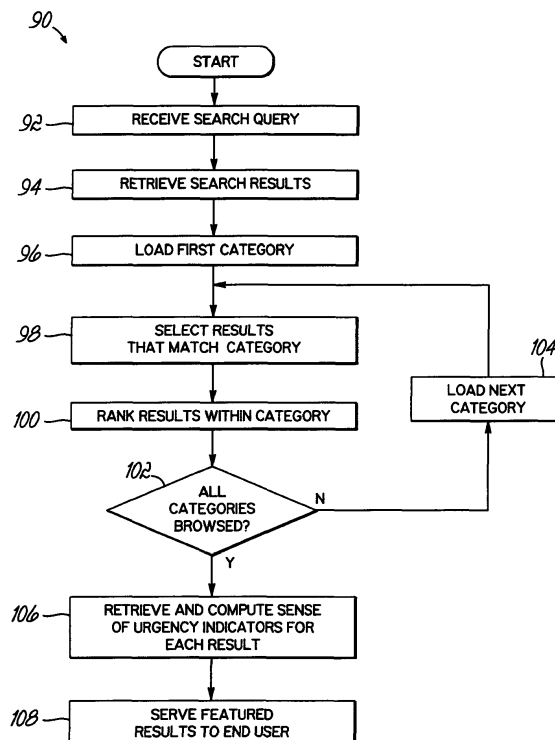 90
START
92
RECEIVE SEARCH QUERY
94
RETRIEVE SEARCH RESULTS
96
LOAD FIRST CATEGORY
98
SELECT RESULTS
THAT MATCH CATEGORY
104
LOAD NEXT
CATEGORY
100
RANK RESULTS WITHIN CATEGORY
102
ALL
CATEGORIES
BROWSED?
N
Y
106
RETRIEVE AND COMPUTE SENSE
OF URGENCY INDICATORS FOR
EACH RESULT
108
SERVE FEATURED
RESULTS TO END USER